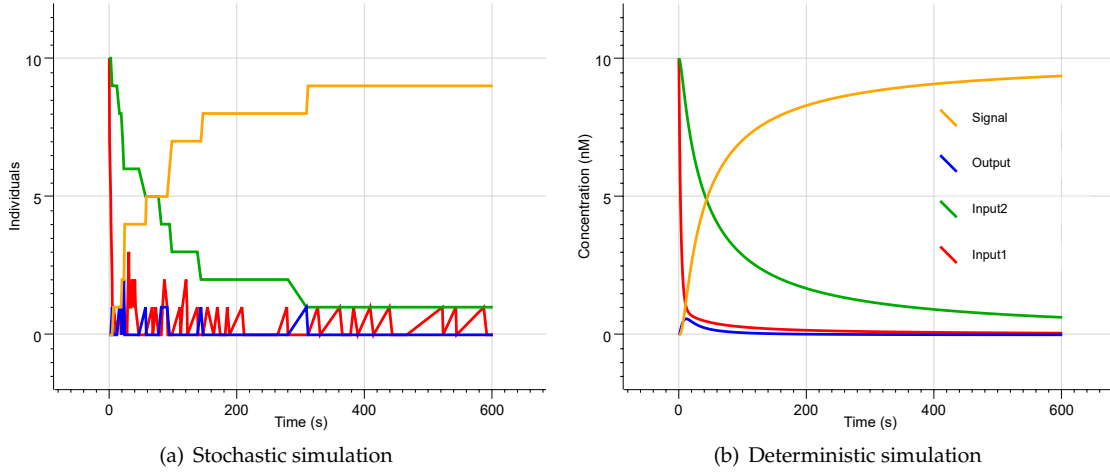 10
5
0
Individuals
0
200
400
600
Time (s)
(a) Stochastic simulation
10
5
0
Concentration (nM)
Signal
Output
Input2
Input1
0
200
400
600
Time (s)
(b) Deterministic simulation